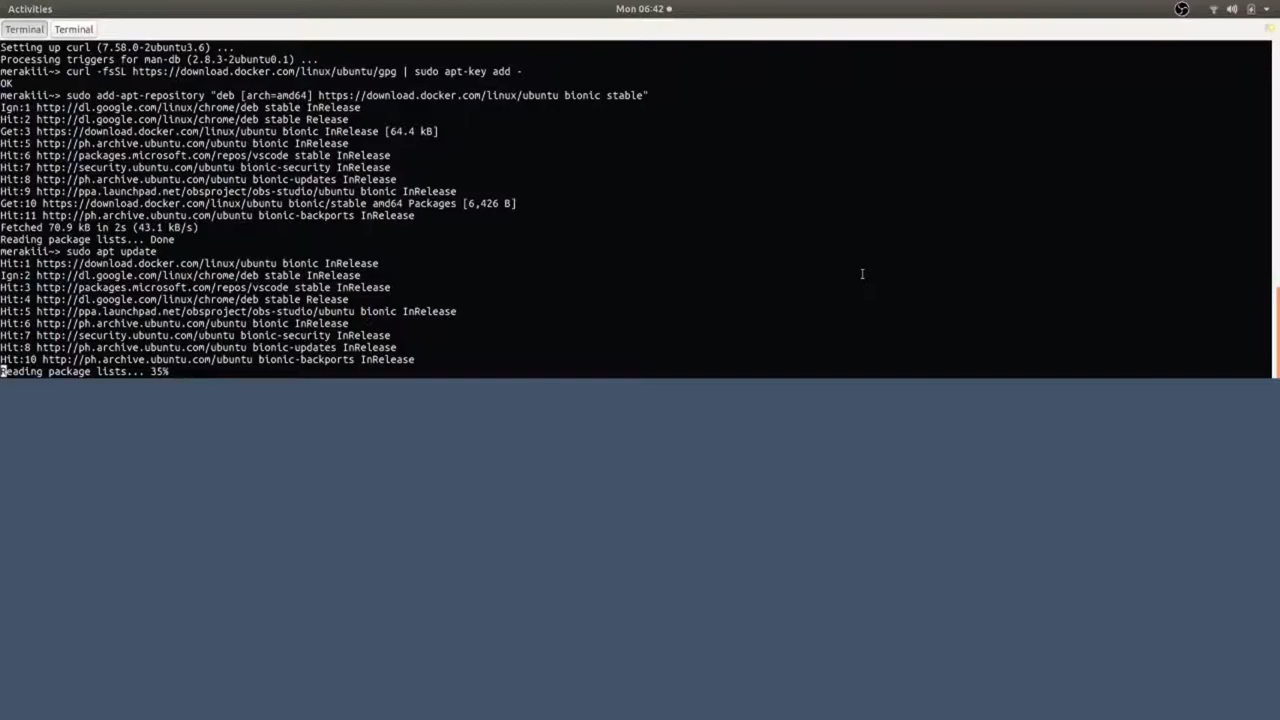 Activities
Mon 06:42
Terminal
Terminal
Setting up curl (7.58.0-2ubuntu3.6) ...
Processing triggers for man-db (2.8.3-2ubuntu0.1) ...
merakiii~> curl -fsSL https://download.docker.com/linux/ubuntu/gpg | sudo apt-key add -
OK
merakiii~> sudo add-apt-repository "deb [arch=amd64] https://download.docker.com/linux/ubuntu bionic stable"
Ign:1 http://dl.google.com/linux/chrome/deb stable InRelease
Hit:2 http://dl.google.com/linux/chrome/deb stable Release
Get:3 https://download.docker.com/linux/ubuntu bionic InRelease [64.4 kB]
Hit:5 http://ph.archive.ubuntu.com/ubuntu bionic InRelease
Hit:6 http://packages.microsoft.com/repos/vscode stable InRelease
Hit:7 http://security.ubuntu.com/ubuntu bionic-security InRelease
Hit:8 http://ph.archive.ubuntu.com/ubuntu bionic-updates InRelease
Hit:9 http://ppa.launchpad.net/obsproject/obs-studio/ubuntu bionic InRelease
Get:10 https://download.docker.com/linux/ubuntu bionic/stable amd64 Packages [6,426 B]
Hit:11 http://ph.archive.ubuntu.com/ubuntu bionic-backports InRelease
Fetched 70.9 kB in 2s (43.1 kB/s)
Reading package lists... Done
merakiii~> sudo apt update
Hit:1 https://download.docker.com/linux/ubuntu bionic InRelease
Ign:2 http://dl.google.com/linux/chrome/deb stable InRelease
Hit:3 http://packages.microsoft.com/repos/vscode stable InRelease
Hit:4 http://dl.google.com/linux/chrome/deb stable Release
Hit:5 http://ppa.launchpad.net/obsproject/obs-studio/ubuntu bionic InRelease
Hit:6 http://ph.archive.ubuntu.com/ubuntu bionic InRelease
Hit:7 http://security.ubuntu.com/ubuntu bionic-security InRelease
Hit:8 http://ph.archive.ubuntu.com/ubuntu bionic-updates InRelease
Hit:10 http://ph.archive.ubuntu.com/ubuntu bionic-backports InRelease
Reading package lists... 35%